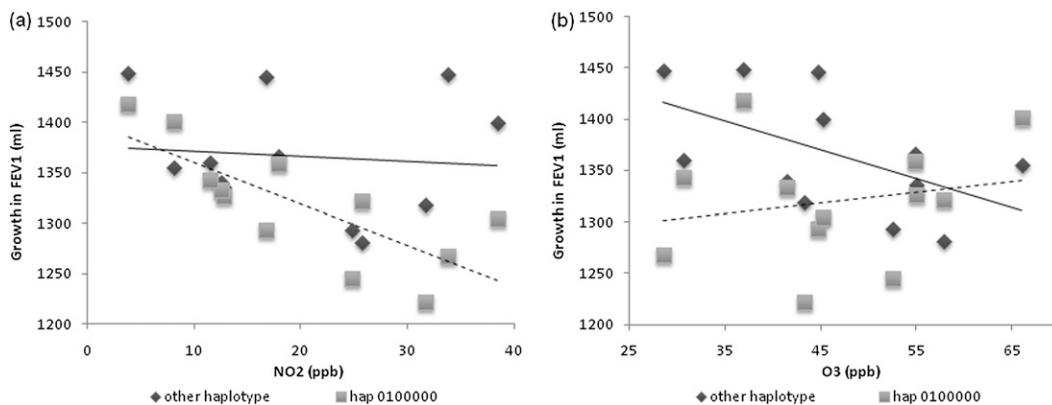 (a)
1500
1450
1400
1350
1300
1250
1200
Growth in FEV1 (ml)
0 10 20 30 40
NO2 (ppb)
other haplotype hap 0100000
(b)
1500
1450
1400
1350
1300
1250
1200
Growth in FEV1 (ml)
25 35 45 55 65
O3 (ppb)
other haplotype hap 0100000